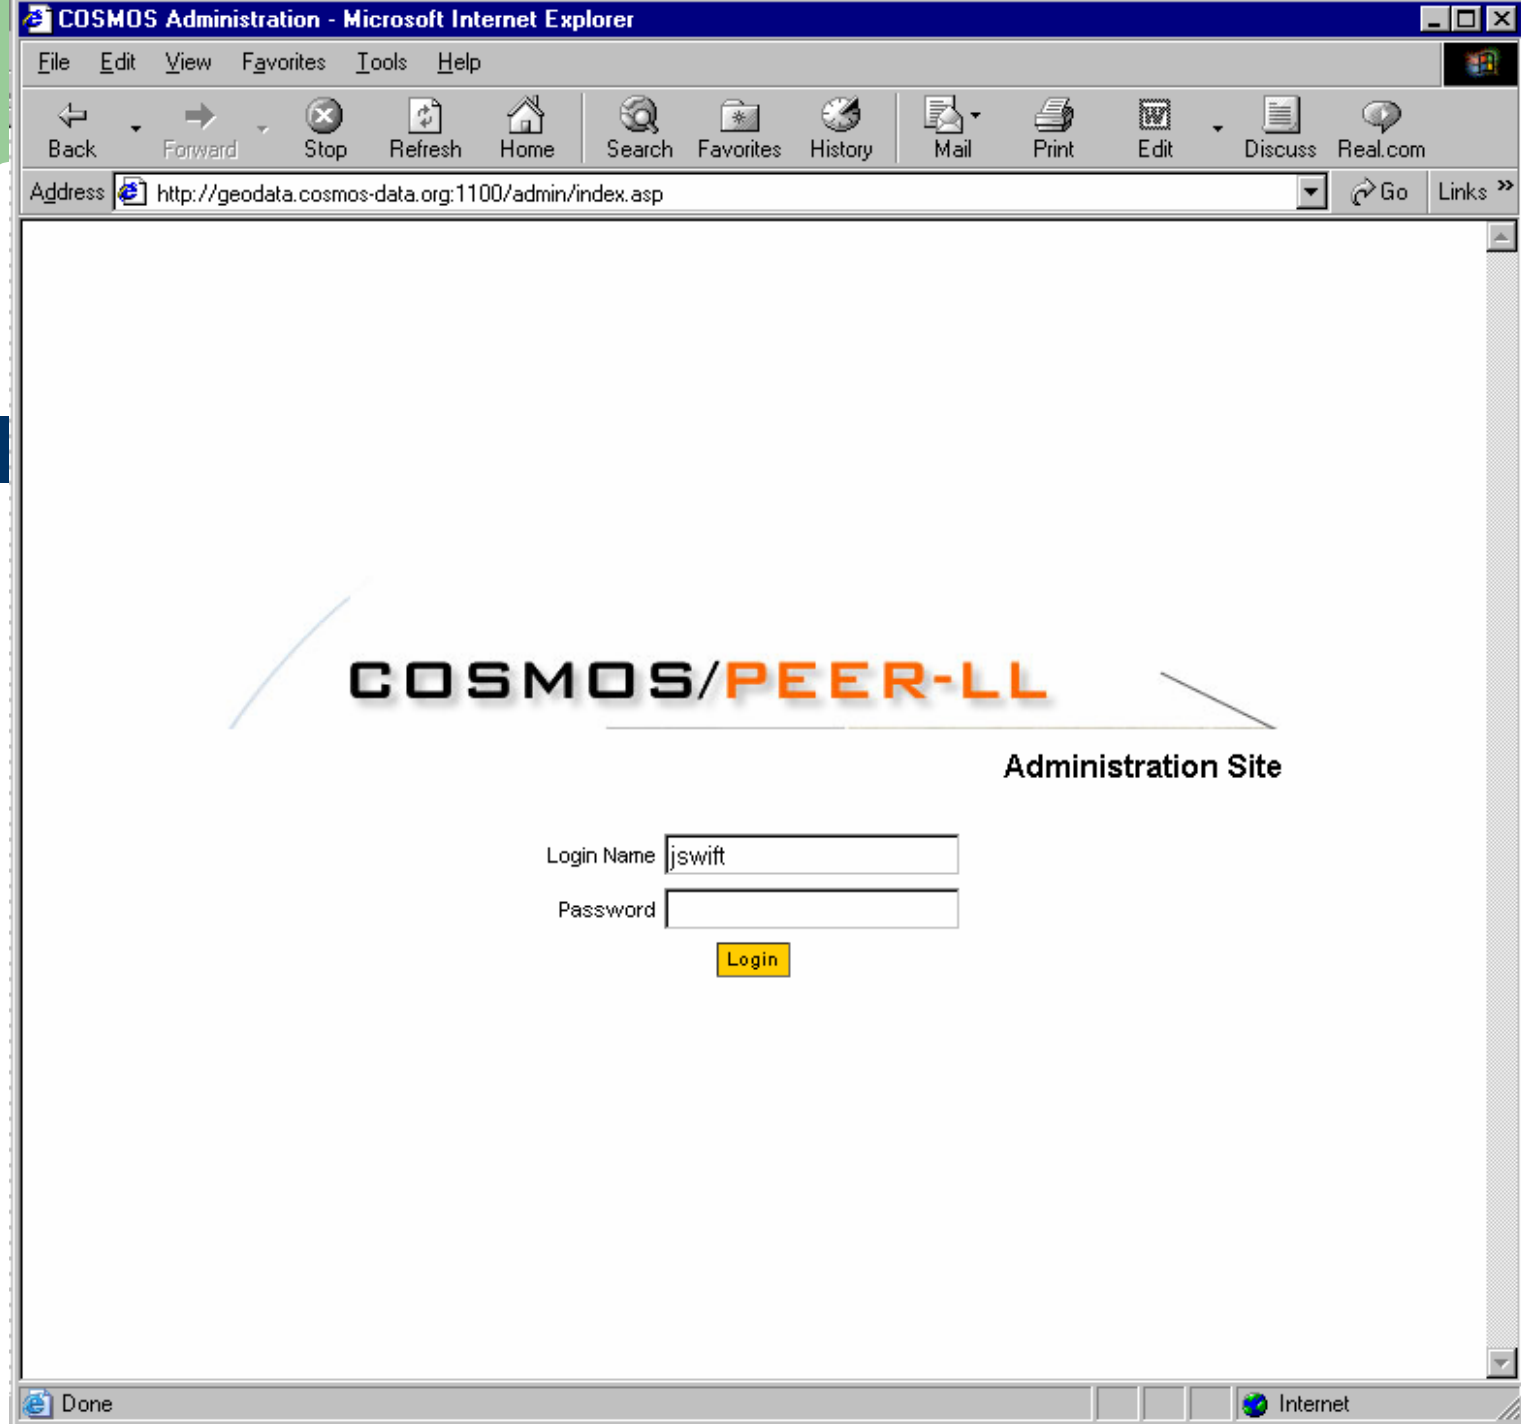 COSMOS Administration - Microsoft Internet Explorer
File Edit View Favorites Tools Help
Back Forward Stop Refresh Home Search Favorites History Mail Print Edit Discuss Real.com
Address http://geodata.cosmos-data.org:1100/admin/index.asp Go Links »
COSMOS/PEER-LL
Administration Site
Login Name jswift
Password
Login
Done Internet